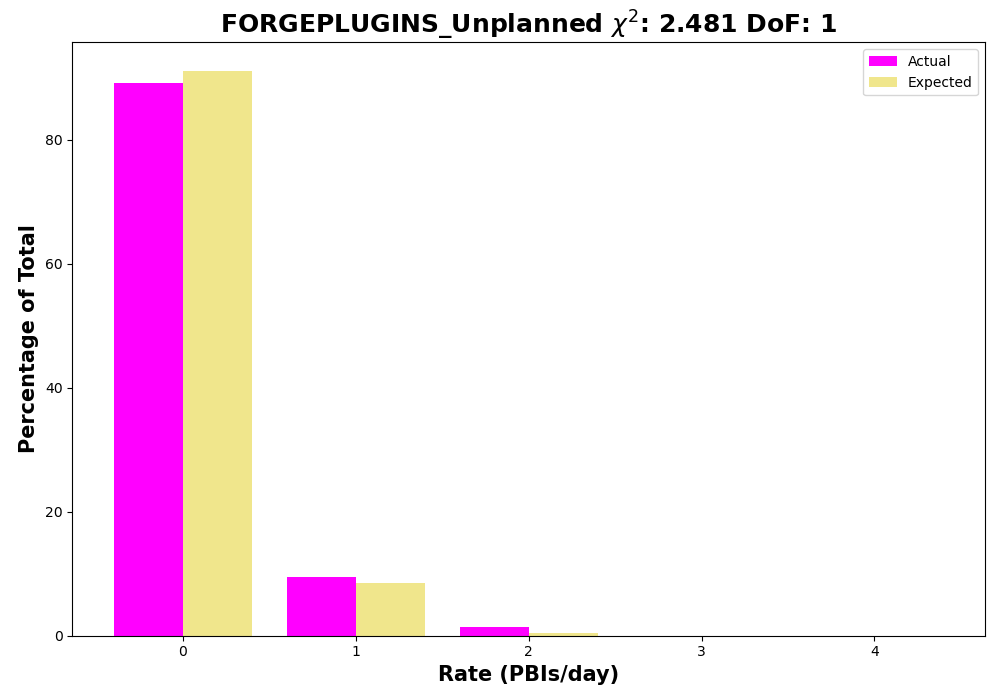 FORGEPLUGINS_Unplanned χ²: 2.481 DoF: 1
Actual
Expected
Percentage of Total
80
60
40
20
0
0 1 2 3 4
Rate (PBIs/day)